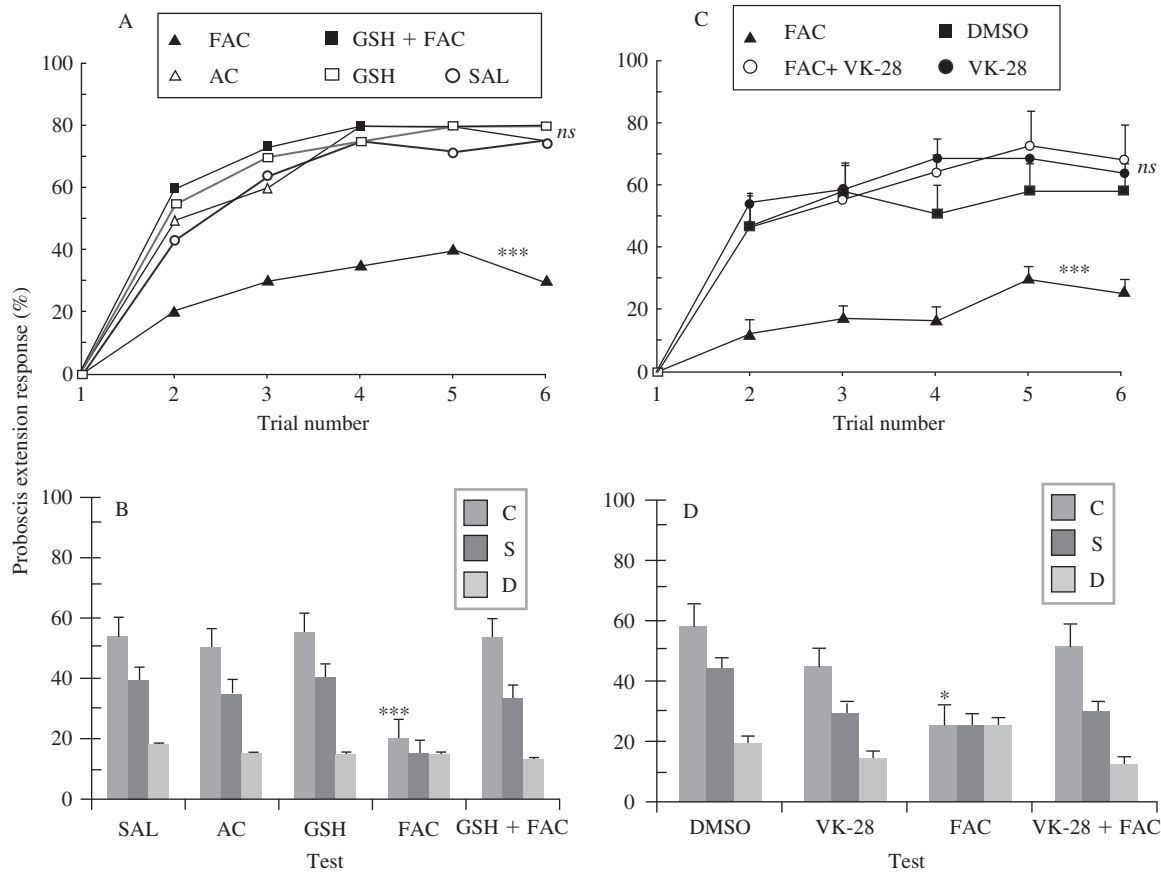 A
FAC
GSH + FAC
AC
GSH
SAL
100
80
60
40
20
0
ns
***
1 2 3 4 5 6
Trial number
C
FAC
DMSO
FAC+ VK-28
VK-28
100
80
60
40
20
0
ns
***
1 2 3 4 5 6
Trial number
Proboscis extension response (%)
B
C
S
D
100
80
60
40
20
0
***
SAL AC GSH FAC GSH + FAC
Test
D
C
S
D
100
80
60
40
20
0
*
DMSO VK-28 FAC VK-28 + FAC
Test